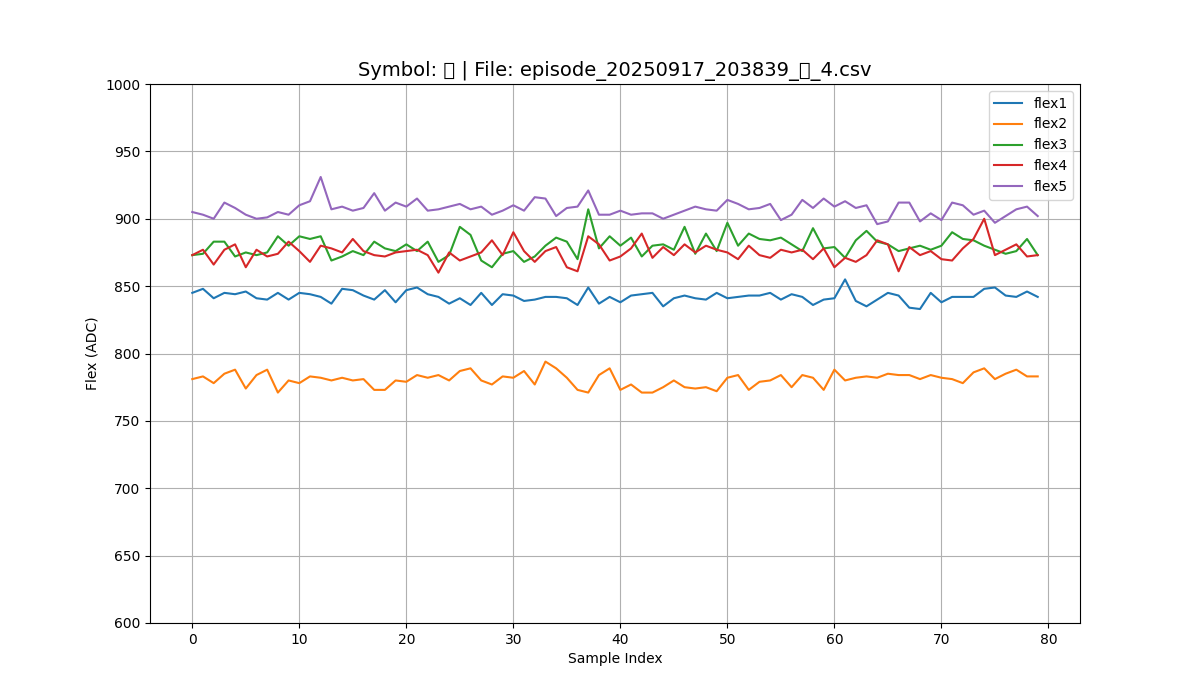 Symbol: ▯ | File: episode_20250917_203839_▯_4.csv
1000
950
900
850
800
750
700
650
600
Flex (ADC)
0 10 20 30 40 50 60 70 80
Sample Index
flex1
flex2
flex3
flex4
flex5